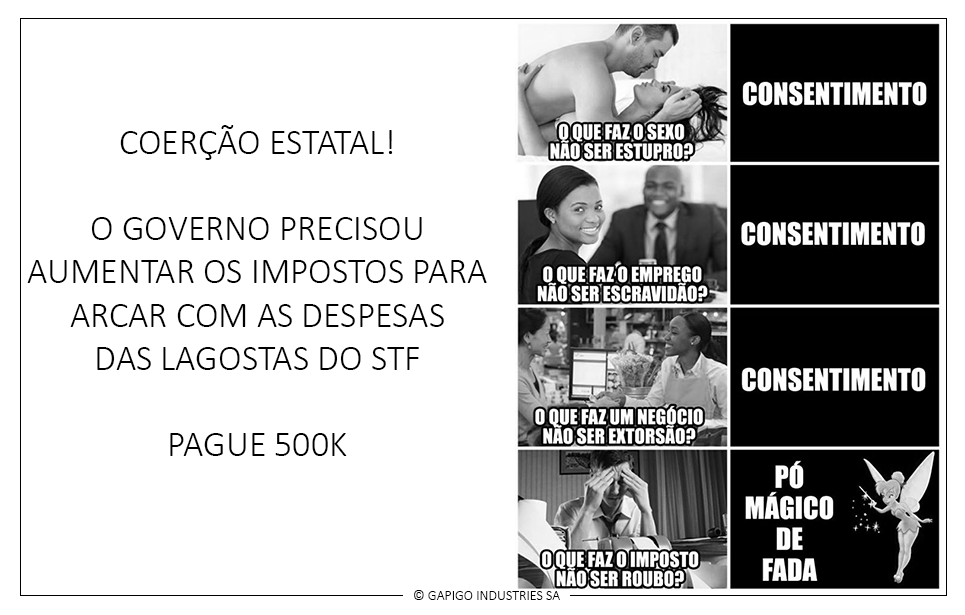 COERÇÃO ESTATAL!
O GOVERNO PRECISOU
AUMENTAR OS IMPOSTOS PARA
ARCAR COM AS DESPESAS
DAS LAGOSTAS DO STF
PAGUE 500K
O QUE FAZ O SEXO
NÃO SER ESTUPRO?
CONSENTIMENTO
O QUE FAZ O EMPREGO
NÃO SER ESCRAVIDÃO?
CONSENTIMENTO
O QUE FAZ UM NEGÓCIO
NÃO SER EXTORSÃO?
CONSENTIMENTO
O QUE FAZ O IMPOSTO
NÃO SER ROUBO?
PÓ
MÁGICO
DE
FADA
© GAPIGO INDUSTRIES SA